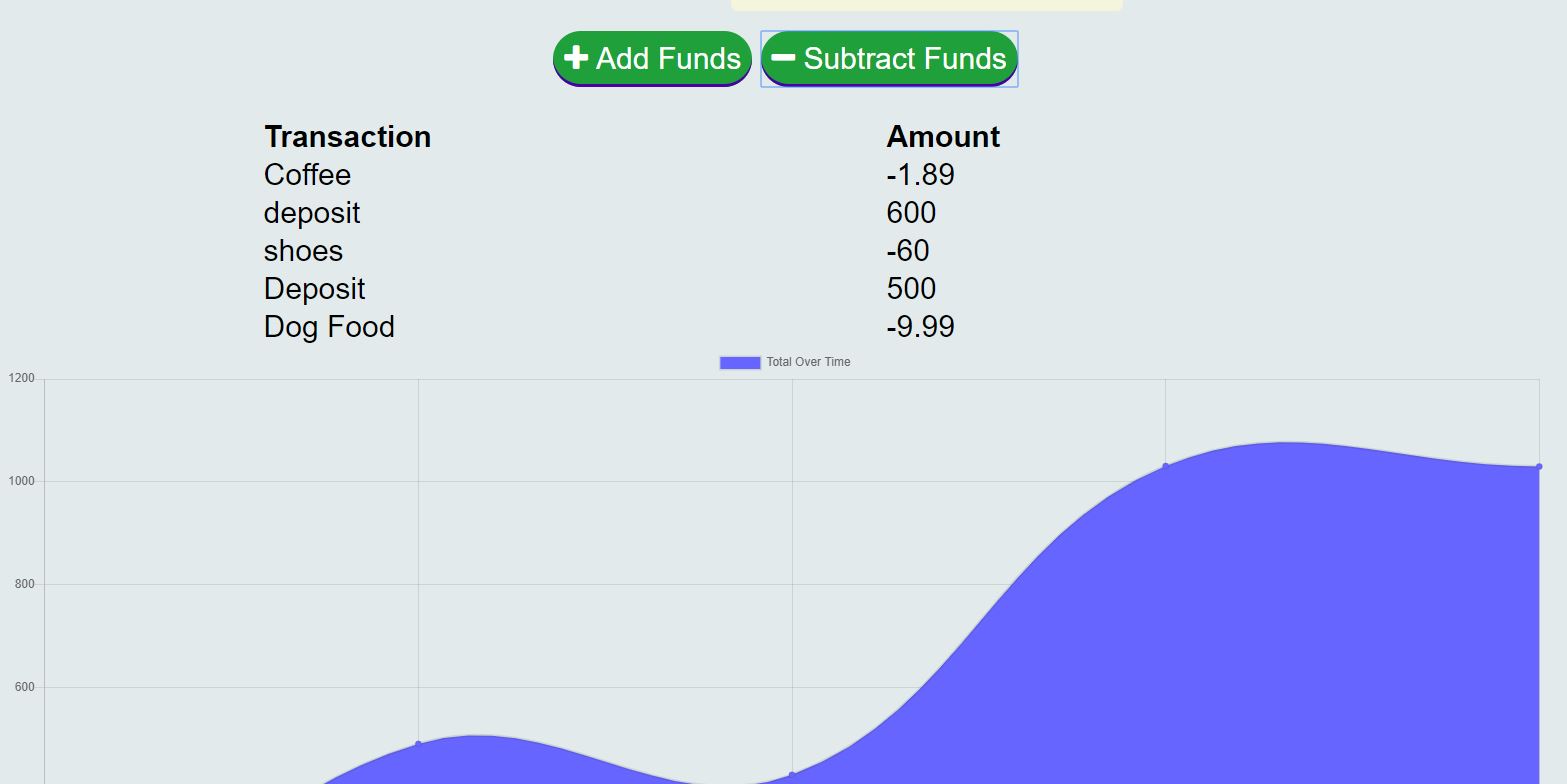 Add Funds Subtract Funds
Transaction Amount
Coffee -1.89
deposit 600
shoes -60
Deposit 500
Dog Food -9.99
Total Over Time
1200
1000
800
600